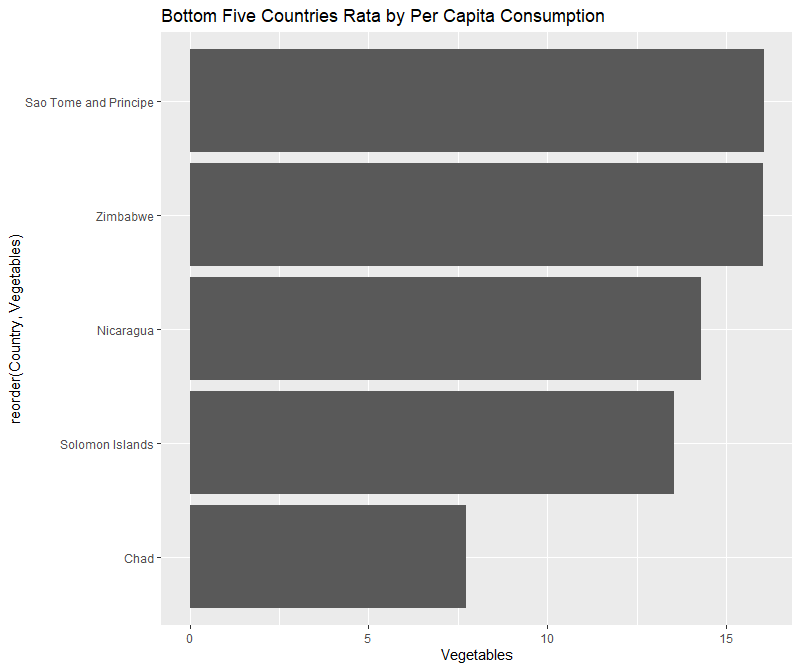 Bottom Five Countries Rata by Per Capita Consumption
reorder(Country, Vegetables)
Sao Tome and Principe
Zimbabwe
Nicaragua
Solomon Islands
Chad
0 5 10 15
Vegetables